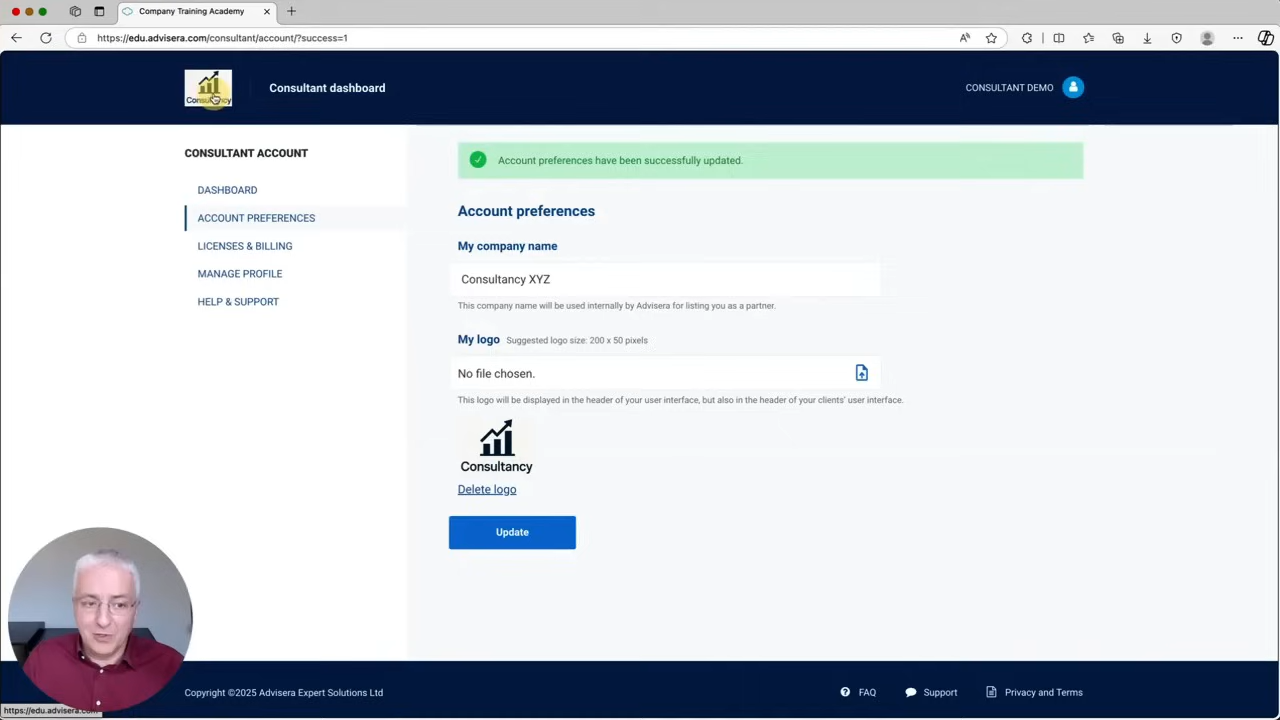 Company Training Academy
https://edu.advisera.com/consultant/account/?success=1
Consultancy
Consultant dashboard
CONSULTANT DEMO
CONSULTANT ACCOUNT
DASHBOARD
ACCOUNT PREFERENCES
LICENSES & BILLING
MANAGE PROFILE
HELP & SUPPORT
Account preferences have been successfully updated.
Account preferences
My company name
Consultancy XYZ
This company name will be used internally by Advisera for listing you as a partner.
My logo Suggested logo size: 200 x 50 pixels
No file chosen.
This logo will be displayed in the header of your user interface, but also in the header of your clients' user interface.
Consultancy
Delete logo
Update
Copyright ©2025 Advisera Expert Solutions Ltd
FAQ
Support
Privacy and Terms
https://edu.advisera.com...